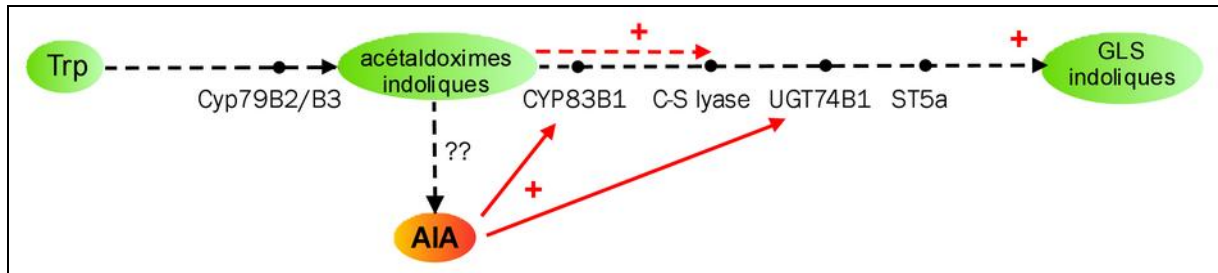 +
+
Trp
acétaldoximes
indoliques
GLS
indoliques
Cyp79B2/B3
CYP83B1
C-S lyase
UGT74B1
ST5a
??
+
AIA